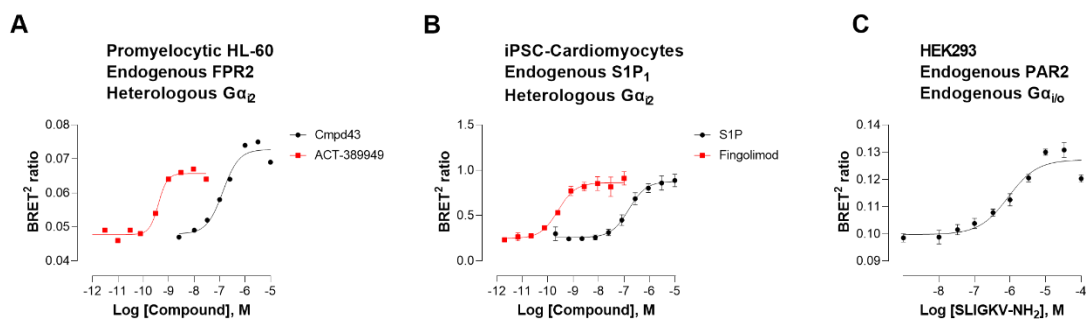 A
Promyelocytic HL-60
Endogenous FPR2
Heterologous Gαi2
BRET² ratio
0.08
0.07
0.06
0.05
0.04
-12 -11 -10 -9 -8 -7 -6 -5
Log [Compound], M
Cmpd43
ACT-389949
B
iPSC-Cardiomyocytes
Endogenous S1P₁
Heterologous Gαi2
BRET² ratio
1.5
1.0
0.5
0.0
-12 -11 -10 -9 -8 -7 -6 -5
Log [Compound], M
S1P
Fingolimod
C
HEK293
Endogenous PAR2
Endogenous Gαi/o
BRET² ratio
0.14
0.13
0.12
0.11
0.10
0.09
-8 -7 -6 -5 -4
Log [SLIGKV-NH₂], M